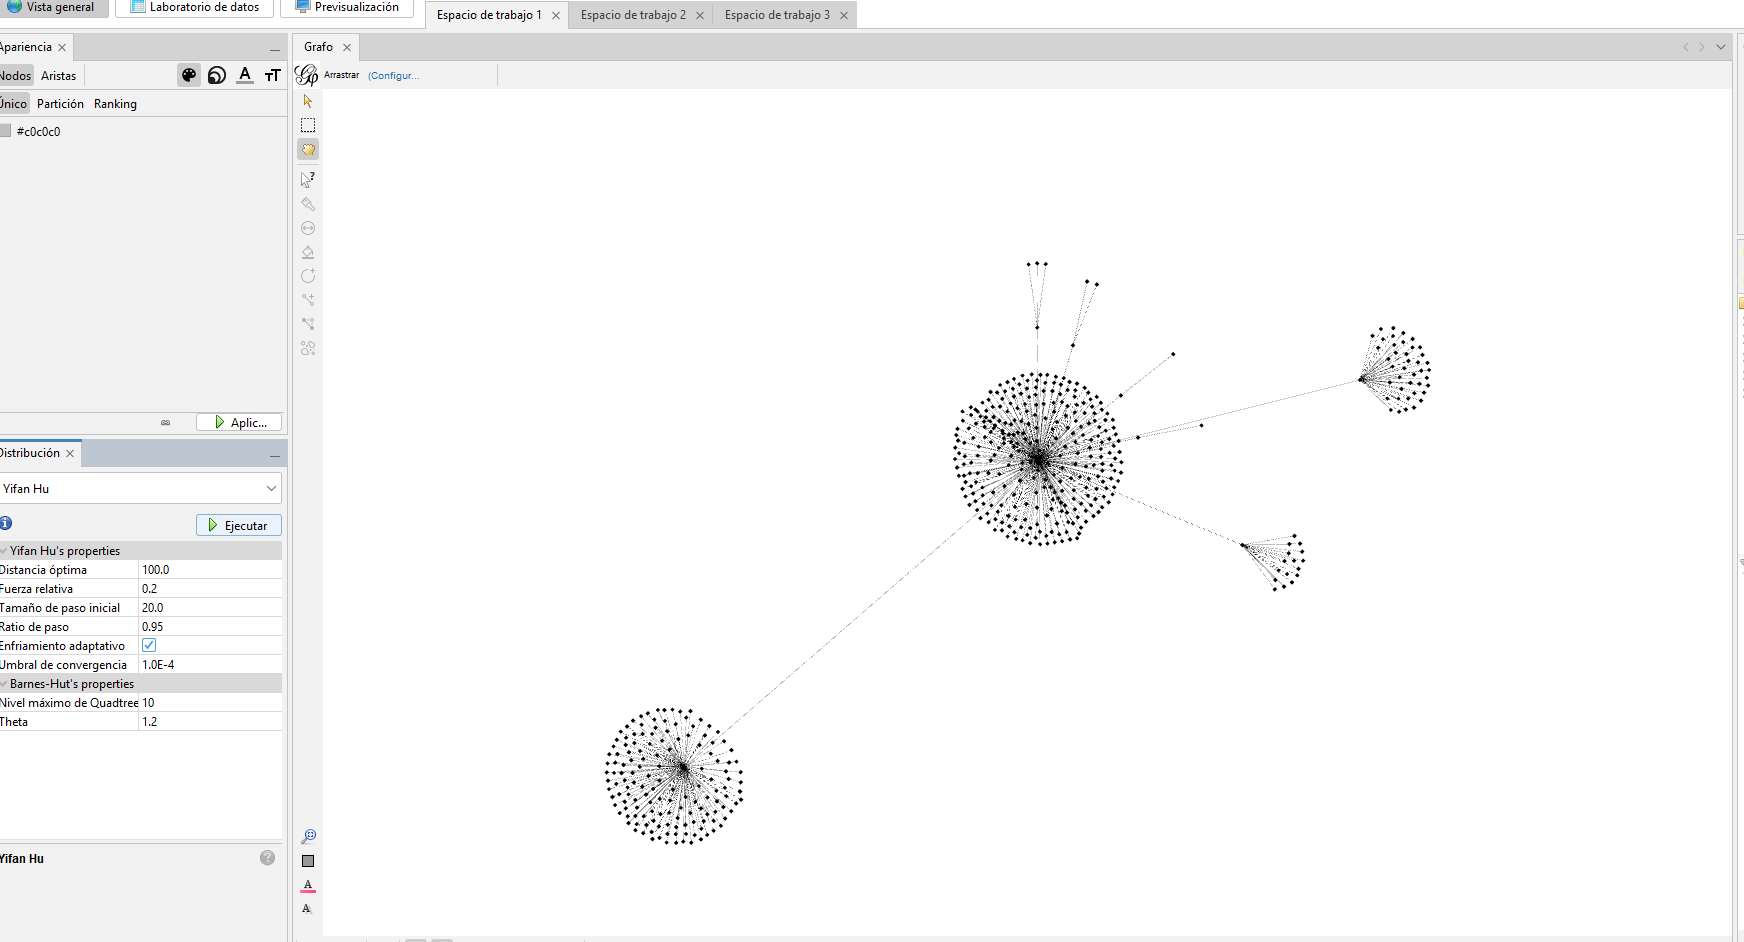 Vista general
Laboratorio de datos
Previsualización
Espacio de trabajo 1
Espacio de trabajo 2
Espacio de trabajo 3
Apariencia
Grafo
Nodos Aristas
A
TT
Arrastrar (Configur...
Único Partición Ranking
#c0c0c0
Aplic...
Distribución
Yifan Hu
Ejecutar
Yifan Hu's properties
Distancia óptima 100.0
Fuerza relativa 0.2
Tamaño de paso inicial 20.0
Ratio de paso 0.95
Enfriamiento adaptativo
Umbral de convergencia 1.0E-4
Barnes-Hut's properties
Nivel máximo de Quadtree 10
Theta 1.2
Yifan Hu
A
A